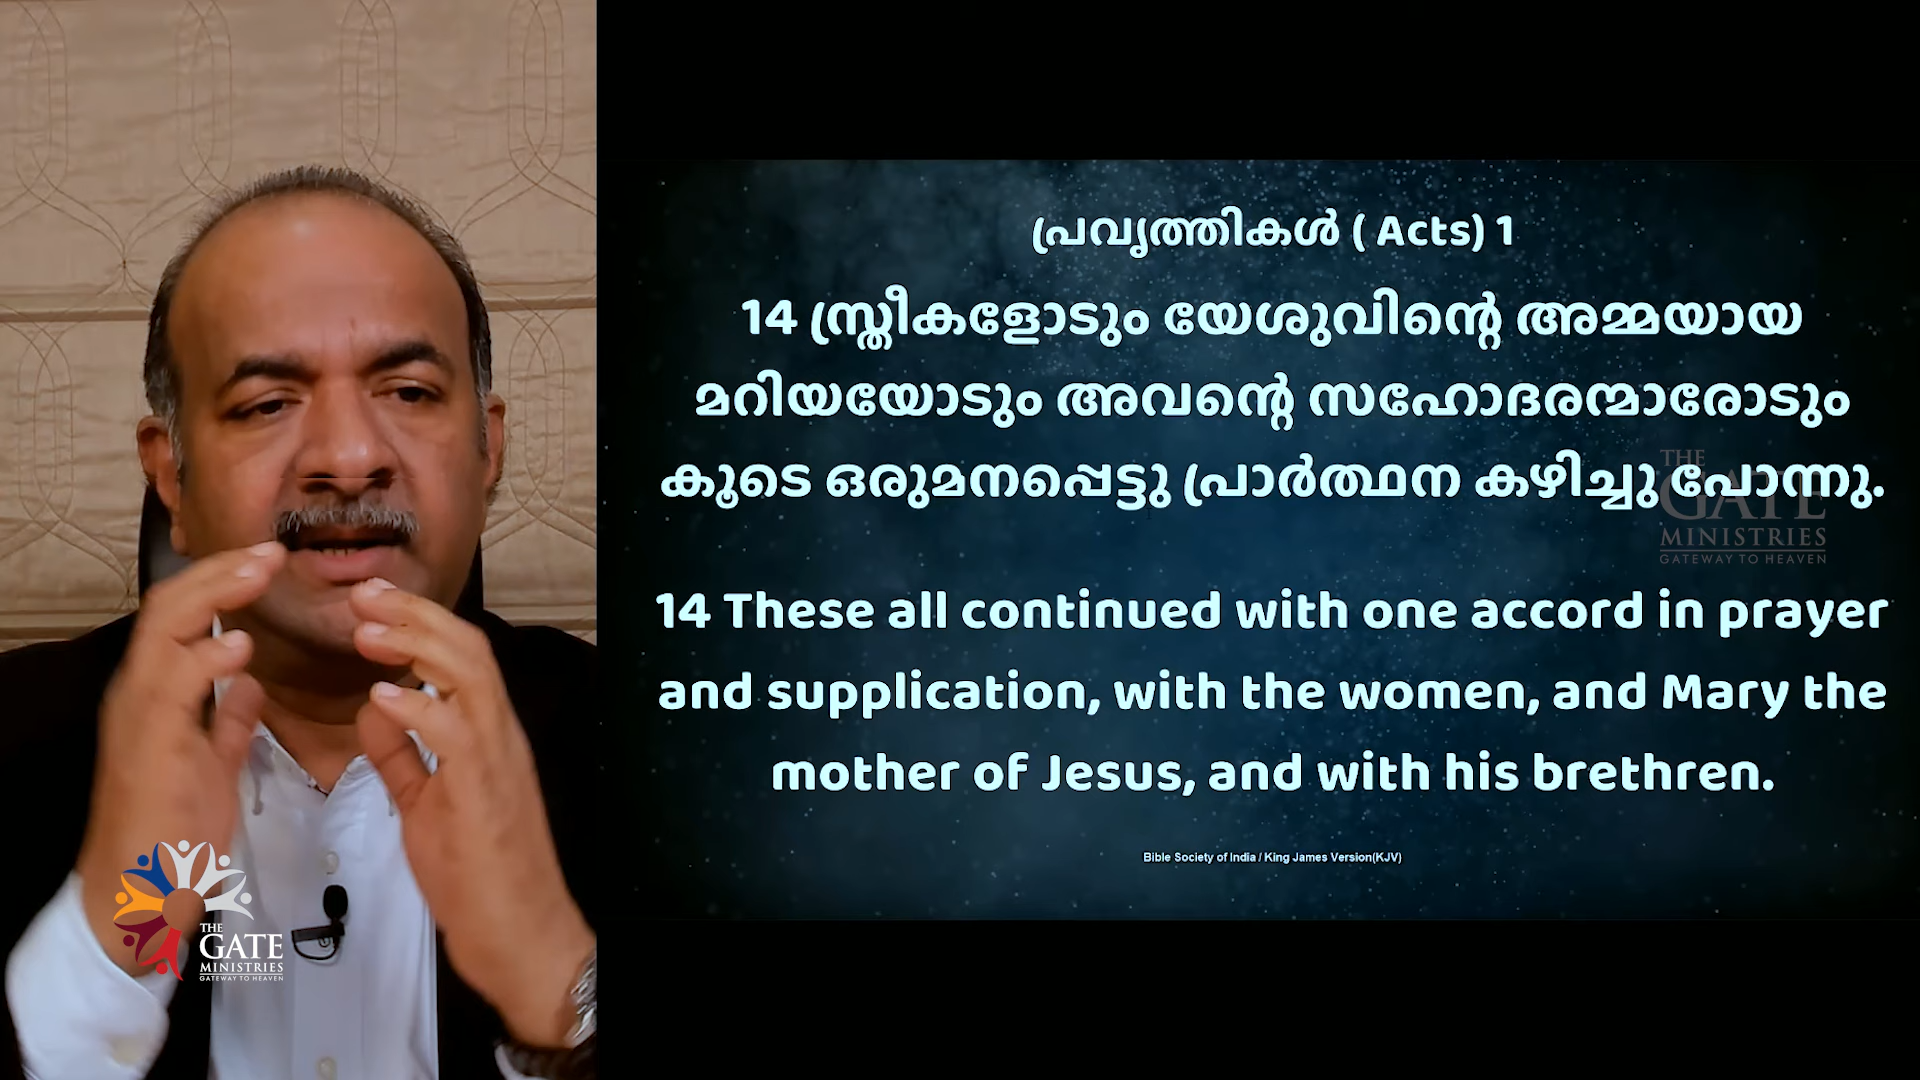 പ്രവൃത്തികൾ ( Acts) 1
14 സ്ത്രീകളോടും യേശുവിന്റെ അമ്മയായ
മറിയയോടും അവന്റെ സഹോദരന്മാരോടും
കൂടെ ഒരുമനപ്പെട്ടു പ്രാർത്ഥന കഴിച്ചു പോന്നു.
THE
GATE
MINISTRIES
GATEWAY TO HEAVEN
14 These all continued with one accord in prayer
and supplication, with the women, and Mary the
mother of Jesus, and with his brethren.
Bible Society of India / King James Version(KJV)
THE
GATE
MINISTRIES
GATEWAY TO HEAVEN